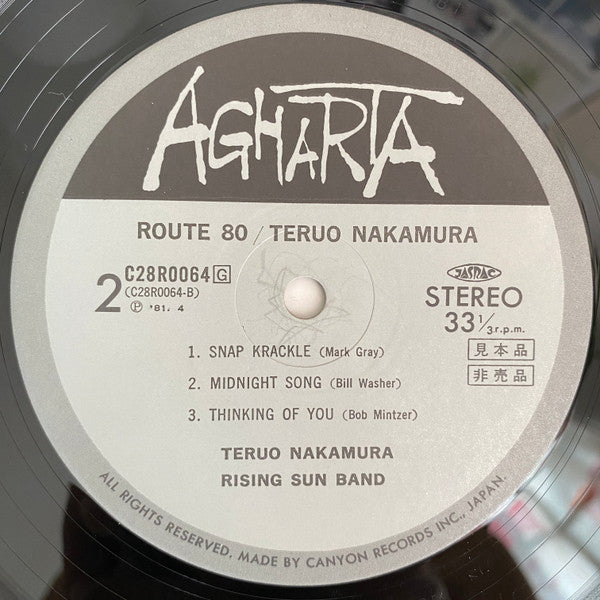 AGHARTA
ROUTE 80 / TERUO NAKAMURA
2
C28R0064 G
(C28R0064-B)
Ⓟ '81. 4
JASRAC
STEREO
33 1/3 r.p.m.
見本品
非売品
1. SNAP KRACKLE (Mark Gray)
2. MIDNIGHT SONG (Bill Washer)
3. THINKING OF YOU (Bob Mintzer)
TERUO NAKAMURA
RISING SUN BAND
ALL RIGHTS RESERVED. MADE BY CANYON RECORDS INC., JAPAN.